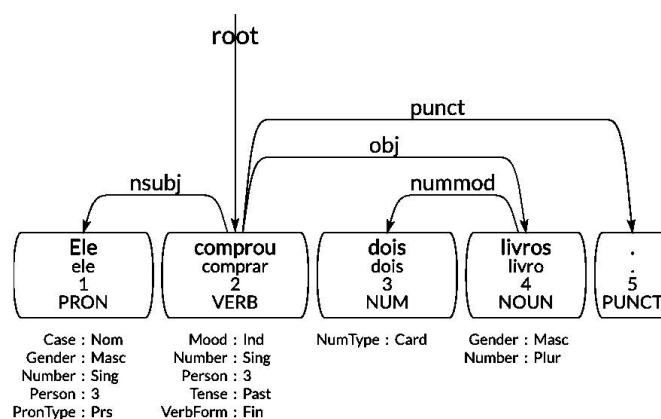 root
punct
obj
nsubj
nummod
Ele comprou dois livros .
ele comprar dois livro .
1 2 3 4 5
PRON VERB NUM NOUN PUNCT
Case : Nom Mood : Ind NumType : Card Gender : Masc
Gender : Masc Number : Sing Number : Plur
Number : Sing Person : 3
Person : 3 Tense : Past
PronType : Prs VerbForm : Fin